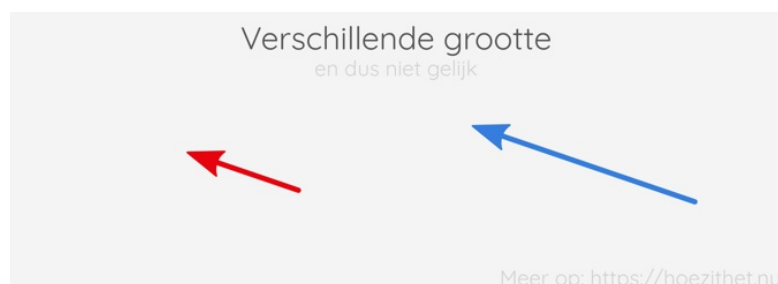 Verschillende grootte
en dus niet gelijk
Meer op: https://hoezithet.nu